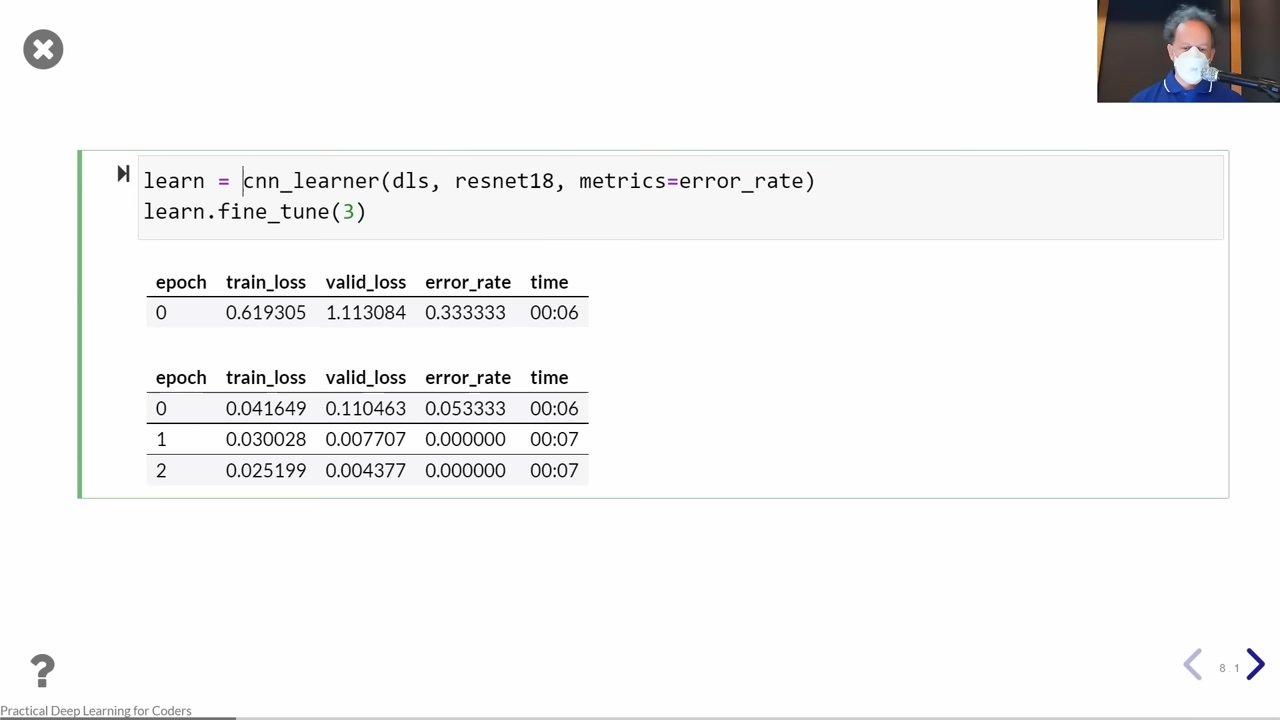 learn = cnn_learner(dls, resnet18, metrics=error_rate)
learn.fine_tune(3)
epoch train_loss valid_loss error_rate time
0 0.619305 1.113084 0.333333 00:06
epoch train_loss valid_loss error_rate time
0 0.041649 0.110463 0.053333 00:06
1 0.030028 0.007707 0.000000 00:07
2 0.025199 0.004377 0.000000 00:07
?
8.1
Practical Deep Learning for Coders